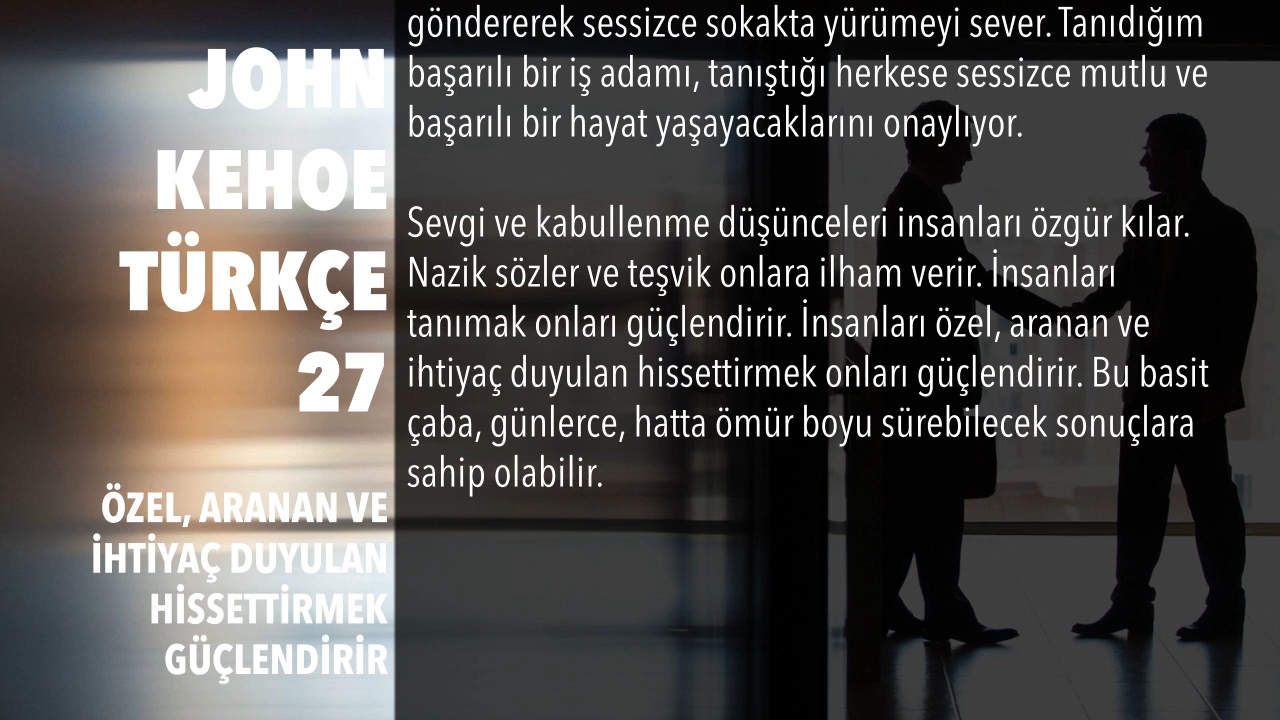 JOHN
KEHOE
TÜRKÇE
27
ÖZEL, ARANAN VE
İHTİYAÇ DUYULAN
HİSSETTİRMEK
GÜÇLENDİRİR
göndererek sessizce sokakta yürümeyi sever. Tanıdığım
başarılı bir iş adamı, tanıştığı herkese sessizce mutlu ve
başarılı bir hayat yaşayacaklarını onaylıyor.
Sevgi ve kabullenme düşünceleri insanları özgür kılar.
Nazik sözler ve teşvik onlara ilham verir. İnsanları
tanımak onları güçlendirir. İnsanları özel, aranan ve
ihtiyaç duyulan hissettirmek onları güçlendirir. Bu basit
çaba, günlerce, hatta ömür boyu sürebilecek sonuçlara
sahip olabilir.